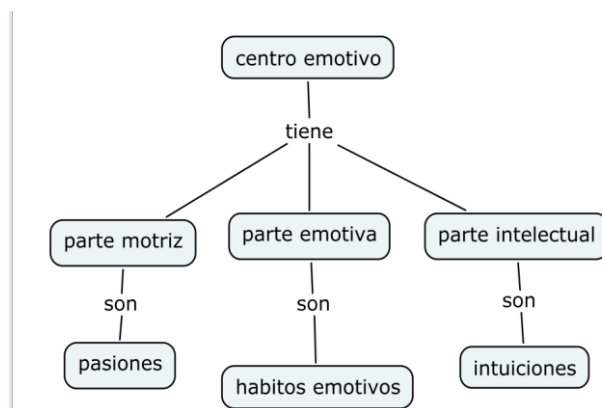 centro emotivo
tiene
parte motriz
parte emotiva
parte intelectual
son
son
son
pasiones
habitos emotivos
intuiciones